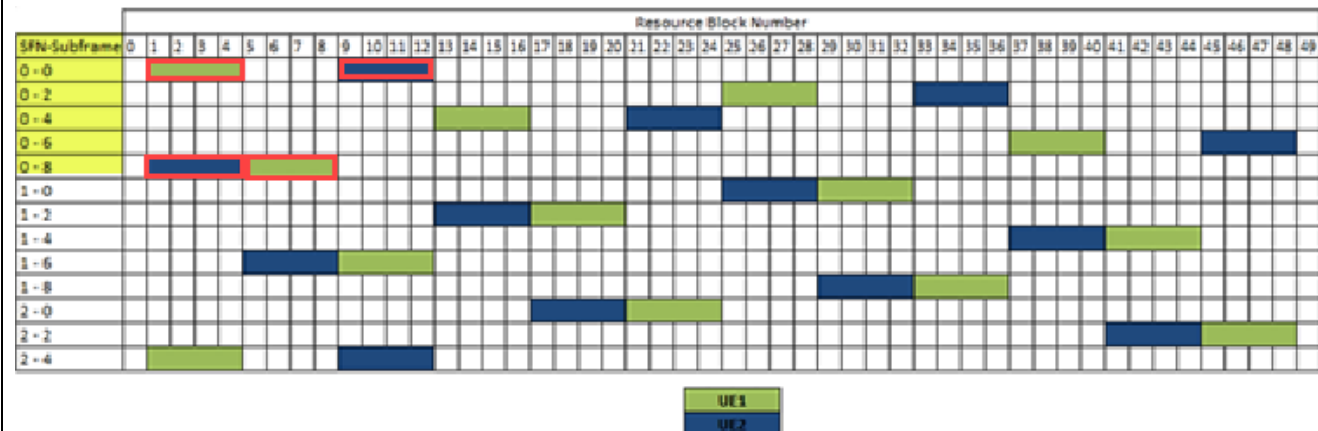 Resource Block Number
SFN-Subframe 0 1 2 3 4 5 6 7 8 9 10 11 12 13 14 15 16 17 18 19 20 21 22 23 24 25 26 27 28 29 30 31 32 33 34 35 36 37 38 39 40 41 42 43 44 45 46 47 48 49
0 - 0
0 - 2
0 - 4
0 - 6
0 - 8
1 - 0
1 - 2
1 - 4
1 - 6
1 - 8
2 - 0
2 - 2
2 - 4
UE1
UE2